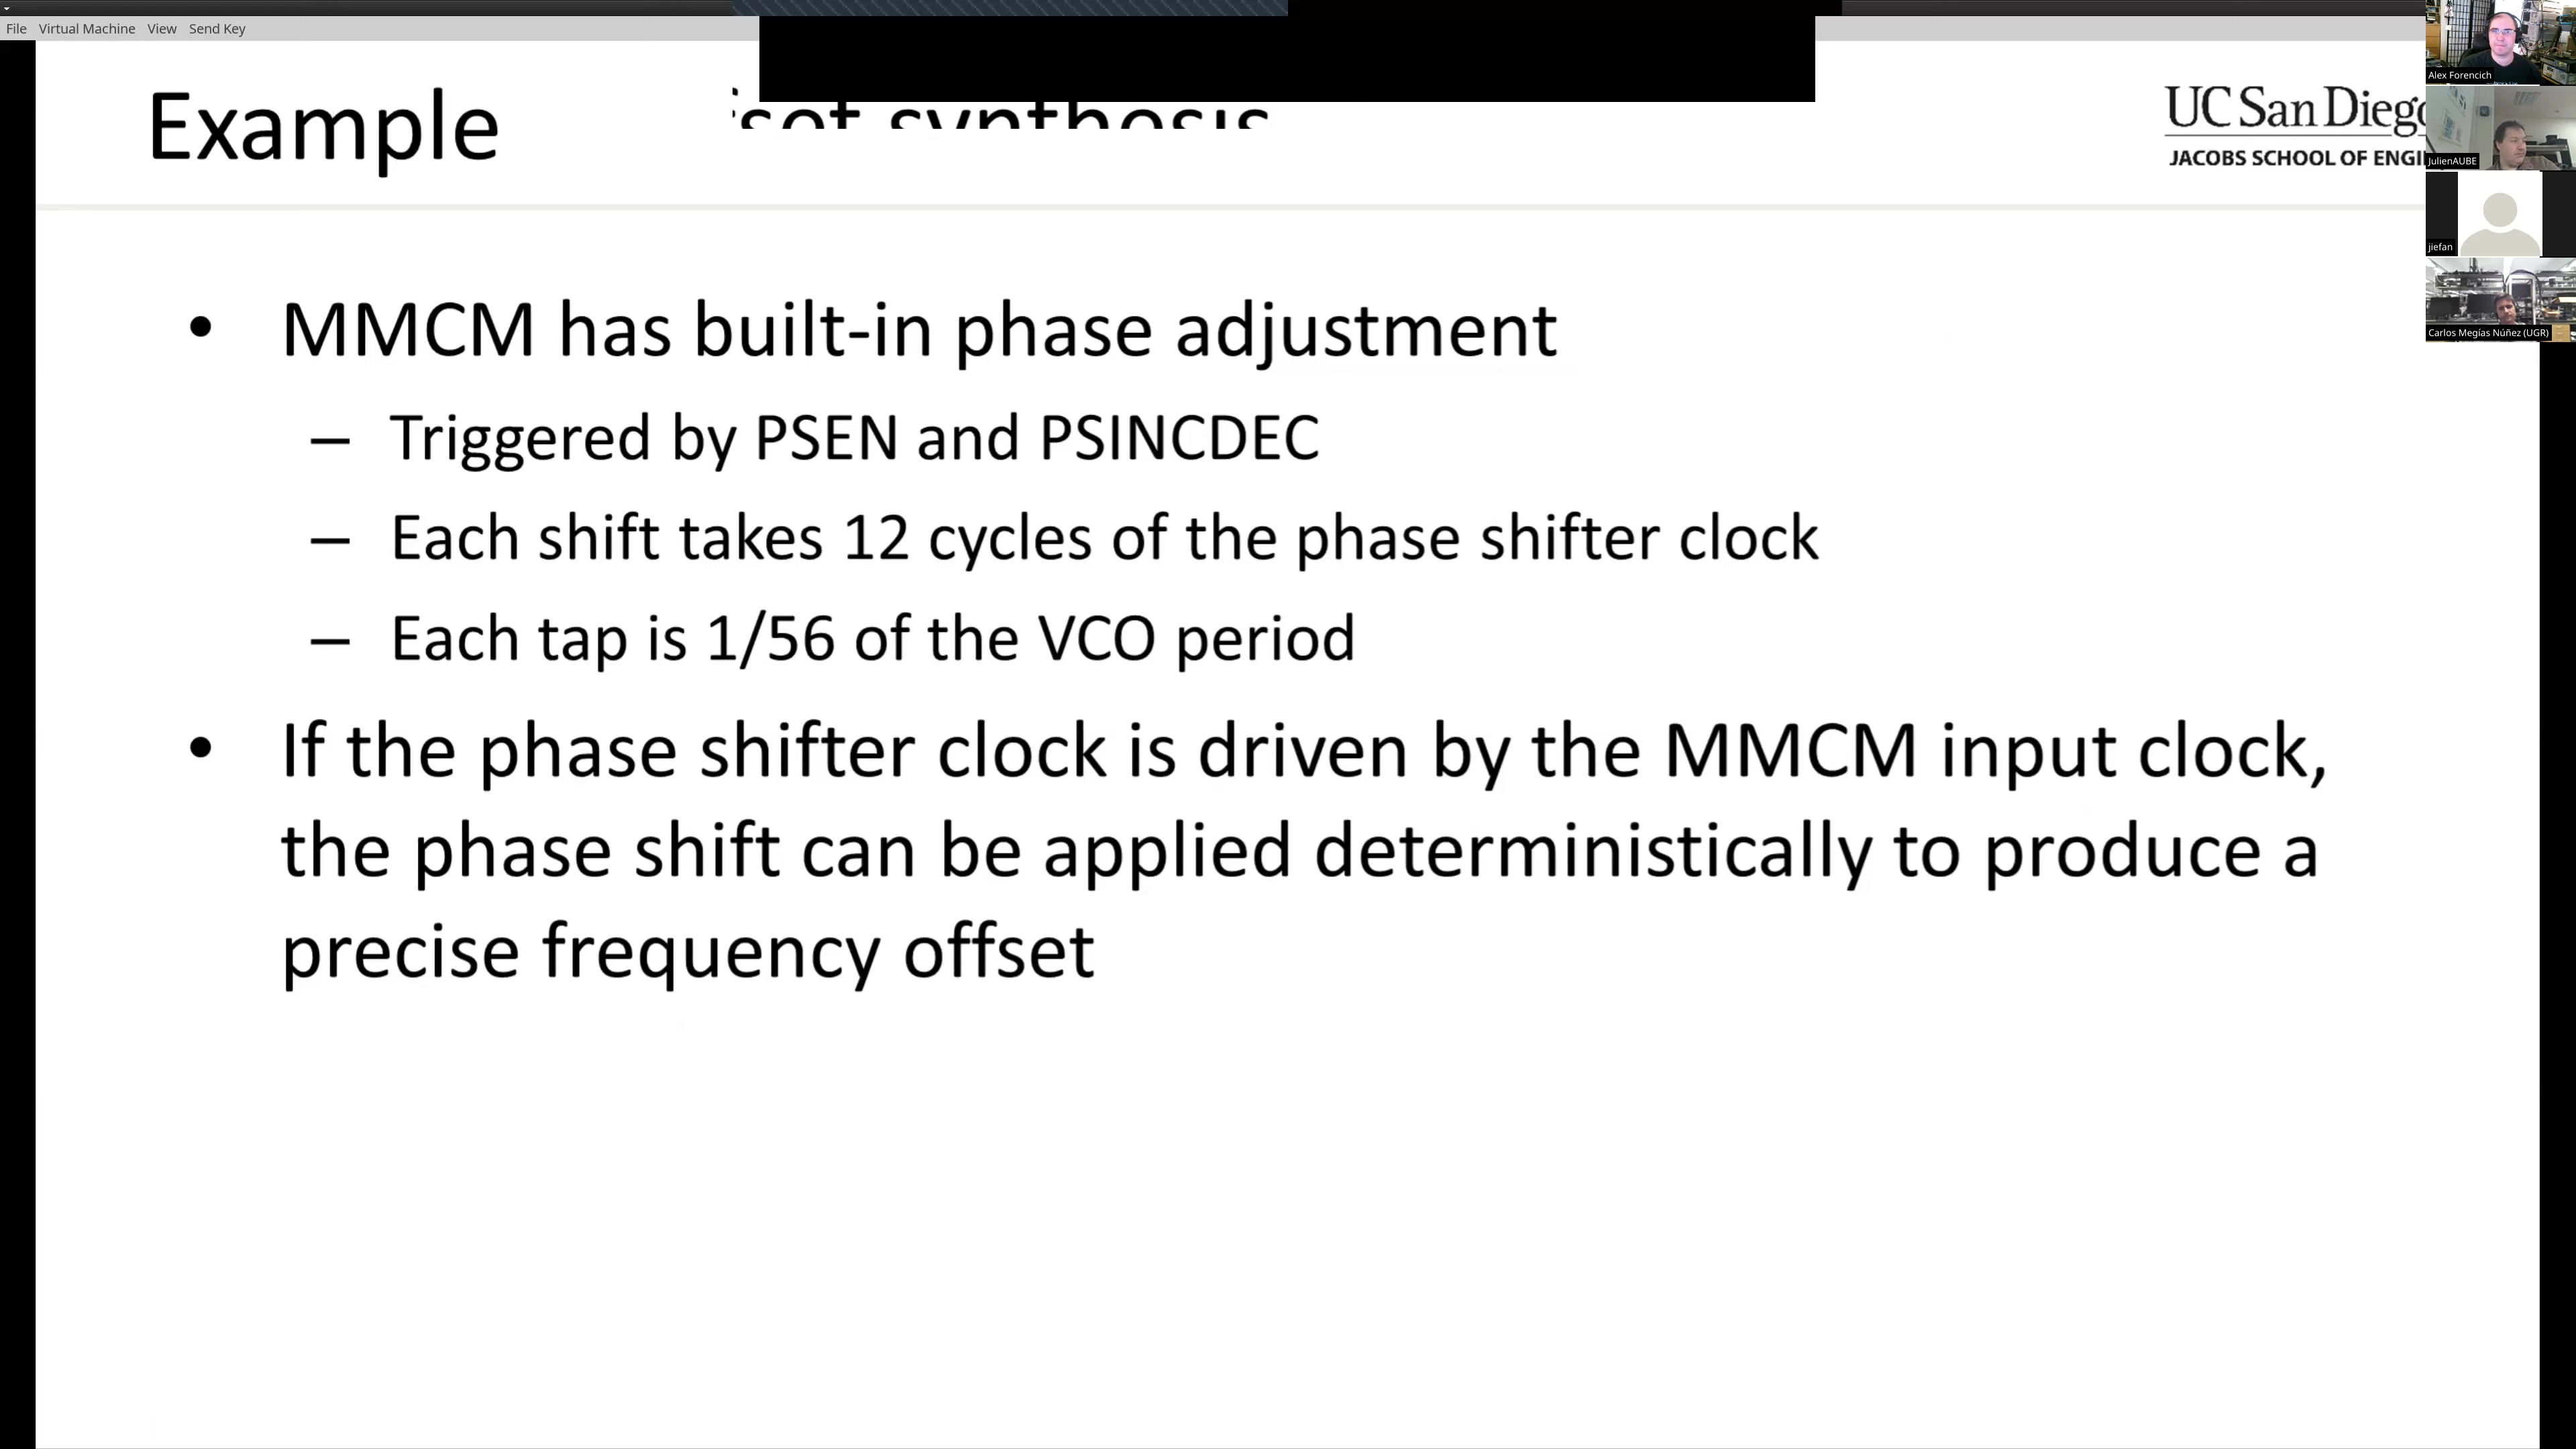 File Virtual Machine View Send Key
Example synthesis
UC San Diego
JACOBS SCHOOL OF
Alex Forencich
JulienAUBE
jiefan
Carlos Megías Núñez (UGR)
• MMCM has built-in phase adjustment
– Triggered by PSEN and PSINCDEC
– Each shift takes 12 cycles of the phase shifter clock
– Each tap is 1/56 of the VCO period
• If the phase shifter clock is driven by the MMCM input clock,
the phase shift can be applied deterministically to produce a
precise frequency offset